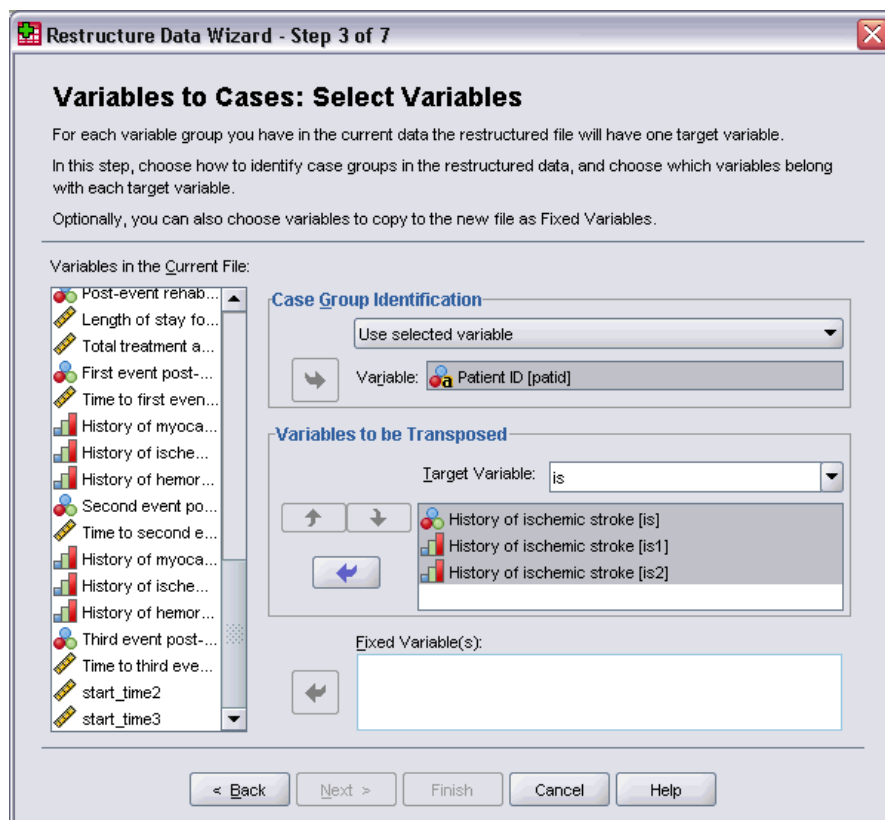 Restructure Data Wizard - Step 3 of 7
Variables to Cases: Select Variables
For each variable group you have in the current data the restructured file will have one target variable.
In this step, choose how to identify case groups in the restructured data, and choose which variables belong
with each target variable.
Optionally, you can also choose variables to copy to the new file as Fixed Variables.
Variables in the Current File:
Post-event rehab...
Length of stay fo...
Total treatment a...
First event post-...
Time to first even...
History of myoca...
History of ische...
History of hemor...
Second event po...
Time to second e...
History of myoca...
History of ische...
History of hemor...
Third event post-...
Time to third eve...
start_time2
start_time3
Case Group Identification
Use selected variable
Variable: a Patient ID [patid]
Variables to be Transposed
Target Variable: is
History of ischemic stroke [is]
History of ischemic stroke [is1]
History of ischemic stroke [is2]
Fixed Variable(s):
< Back Next > Finish Cancel Help